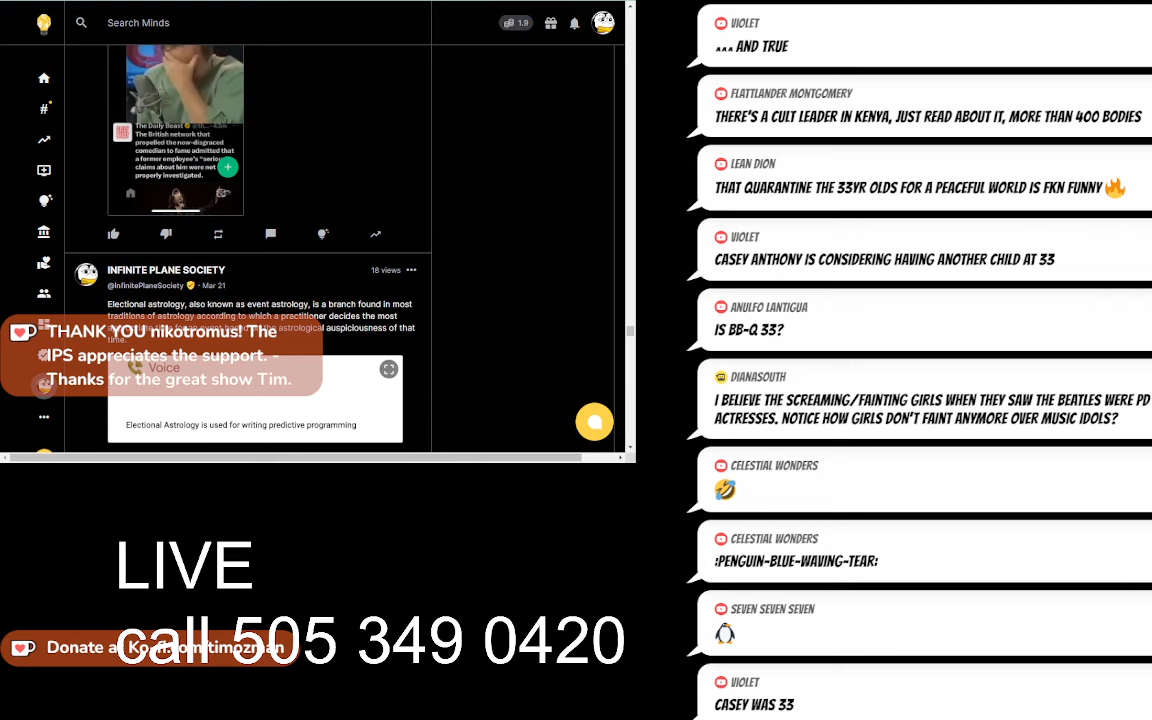 Search Minds
1.9
The Daily Beast
The British network that
propelled the now-disgraced
comedian to fame admitted that
a former employee's "serious
claims about him were not
properly investigated.
INFINITE PLANE SOCIETY
18 views
@InfinitePlaneSociety • Mar 21
Electional astrology, also known as event astrology, is a branch found in most
traditions of astrology according to which a practitioner decides the most
astrological auspiciousness of that
time.
THANK YOU nikotromus! The
IPS appreciates the support. -
Thanks for the great show Tim.
Voice
Electional Astrology is used for writing predictive programming
LIVE
call 505 349 0420
Donate at Ko-fi.com/timozman
VIOLET
^^^ AND TRUE
FLATTLANDER MONTGOMERY
THERE'S A CULT LEADER IN KENYA, JUST READ ABOUT IT, MORE THAN 400 BODIES
LEAN DION
THAT QUARANTINE THE 33YR OLDS FOR A PEACEFUL WORLD IS FKN FUNNY 🔥
VIOLET
CASEY ANTHONY IS CONSIDERING HAVING ANOTHER CHILD AT 33
ANULFO LANTIGUA
IS BB-Q 33?
DIANASOUTH
I BELIEVE THE SCREAMING/FAINTING GIRLS WHEN THEY SAW THE BEATLES WERE PD
ACTRESSES. NOTICE HOW GIRLS DON'T FAINT ANYMORE OVER MUSIC IDOLS?
CELESTIAL WONDERS
🤣
CELESTIAL WONDERS
:PENGUIN-BLUE-WAVING-TEAR:
SEVEN SEVEN SEVEN
🐧
VIOLET
CASEY WAS 33